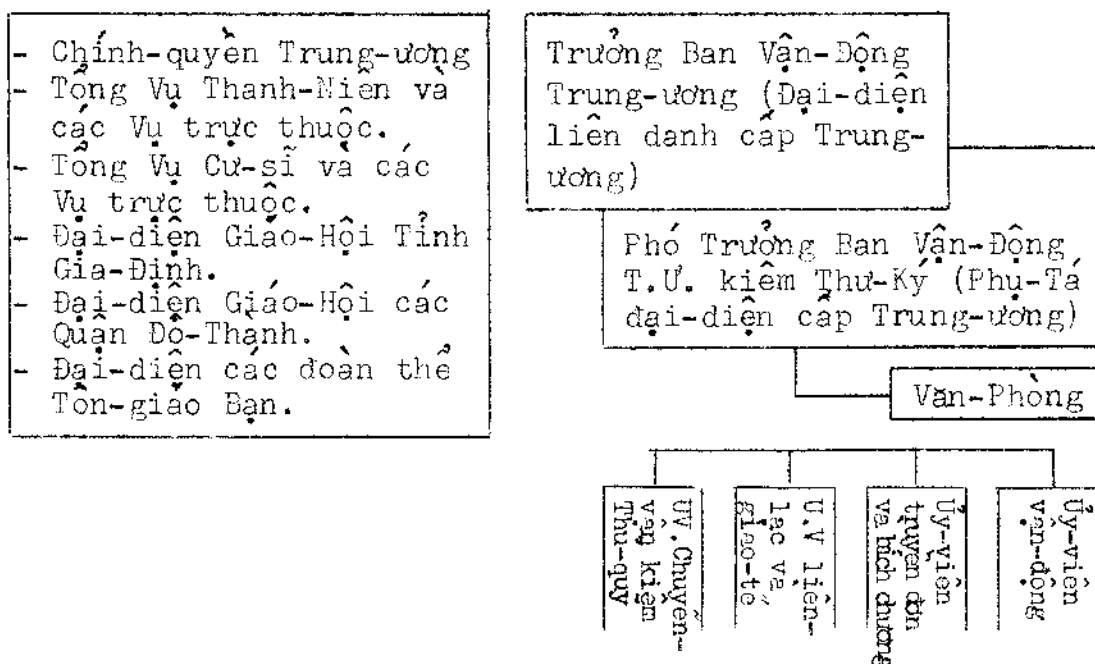 - Chính-quyền Trung-ương
- Tổng Vụ Thanh-Niên và
các Vụ trực thuộc.
- Tổng Vụ Cư-sĩ và các
Vụ trực thuộc.
- Đại-diện Giáo-Hội Tỉnh
Gia-Định.
- Đại-diện Giáo-Hội các
Quận Đô-Thành.
- Đại-diện các đoàn thể
Tôn-giáo Bạn.
Trưởng Ban Vận-Động
Trung-ương (Đại-diện
liên danh cấp Trung-
ương)
Phó Trưởng Ban Vận-Động
T.Ư. kiêm Thư-Ký (Phụ-Tá
đại-diện cấp Trung-ương)
Văn-Phòng
UV.Chuyên-
vận kiêm
Thủ-quỹ
U.V liên-
lạc và
giao-tế
Ủy-viên
truyền đơn
và bích chương
Ủy-viên
vận-động